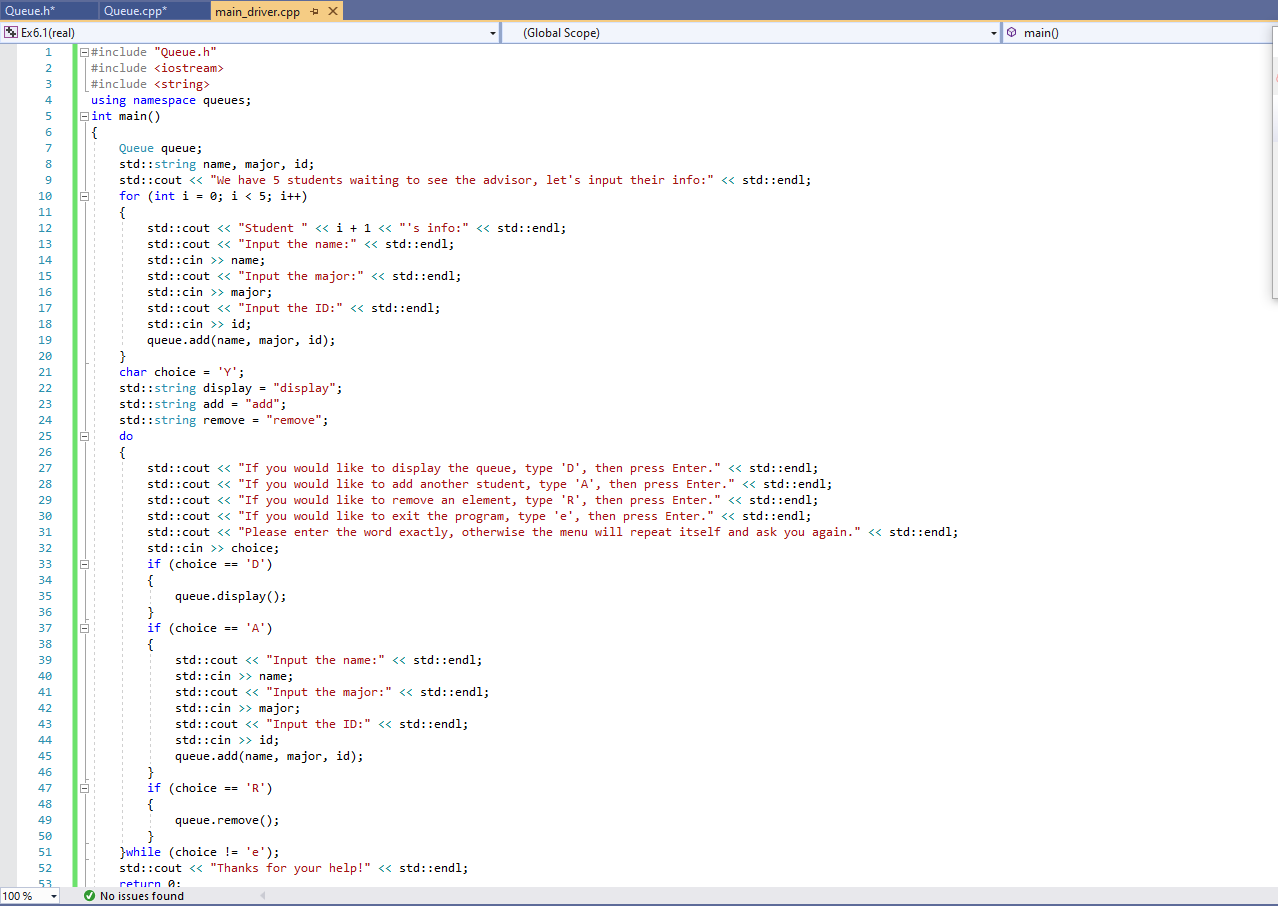 Queue.h* Queue.cpp* main_driver.cpp
Ex6.1(real) (Global Scope) main()
1 #include "Queue.h"
2 #include <iostream>
3 #include <string>
4 using namespace queues;
5 int main()
6 {
7 Queue queue;
8 std::string name, major, id;
9 std::cout << "We have 5 students waiting to see the advisor, let's input their info:" << std::endl;
10 for (int i = 0; i < 5; i++)
11 {
12 std::cout << "Student " << i + 1 << "'s info:" << std::endl;
13 std::cout << "Input the name:" << std::endl;
14 std::cin >> name;
15 std::cout << "Input the major:" << std::endl;
16 std::cin >> major;
17 std::cout << "Input the ID:" << std::endl;
18 std::cin >> id;
19 queue.add(name, major, id);
20 }
21 char choice = 'Y';
22 std::string display = "display";
23 std::string add = "add";
24 std::string remove = "remove";
25 do
26 {
27 std::cout << "If you would like to display the queue, type 'D', then press Enter." << std::endl;
28 std::cout << "If you would like to add another student, type 'A', then press Enter." << std::endl;
29 std::cout << "If you would like to remove an element, type 'R', then press Enter." << std::endl;
30 std::cout << "If you would like to exit the program, type 'e', then press Enter." << std::endl;
31 std::cout << "Please enter the word exactly, otherwise the menu will repeat itself and ask you again." << std::endl;
32 std::cin >> choice;
33 if (choice == 'D')
34 {
35 queue.display();
36 }
37 if (choice == 'A')
38 {
39 std::cout << "Input the name:" << std::endl;
40 std::cin >> name;
41 std::cout << "Input the major:" << std::endl;
42 std::cin >> major;
43 std::cout << "Input the ID:" << std::endl;
44 std::cin >> id;
45 queue.add(name, major, id);
46 }
47 if (choice == 'R')
48 {
49 queue.remove();
50 }
51 }while (choice != 'e');
52 std::cout << "Thanks for your help!" << std::endl;
53 return 0;
100 % No issues found